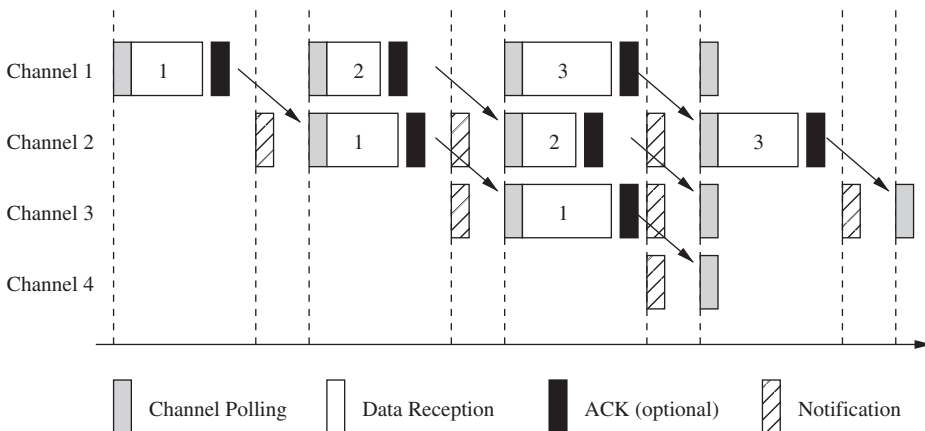 Channel 1
1
2
3
Channel 2
1
2
3
Channel 3
1
Channel 4
Channel Polling
Data Reception
ACK (optional)
Notification